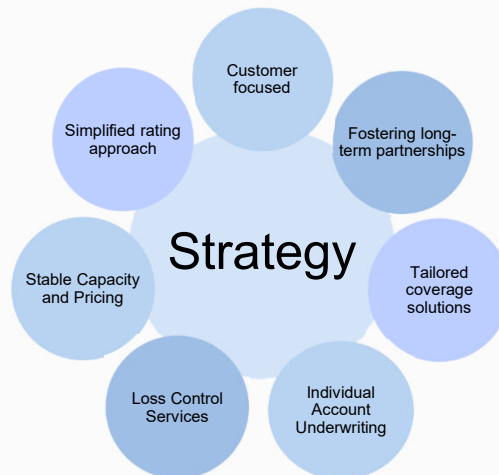 Customer
focused
Fostering long-
term partnerships
Tailored
coverage
solutions
Individual
Account
Underwriting
Loss Control
Services
Stable Capacity
and Pricing
Simplified rating
approach
Strategy